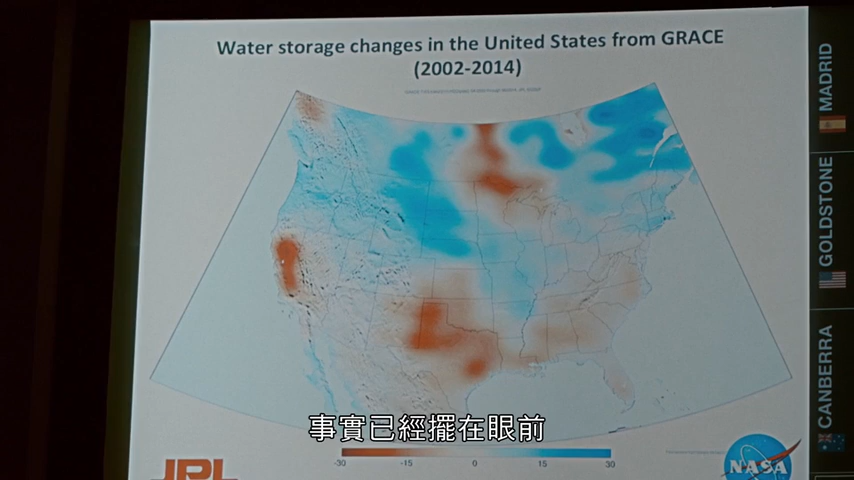 Water storage changes in the United States from GRACE
(2002-2014)
MADRID
GOLDSTONE
CANBERRA
事實已經擺在眼前
-30
-15
0
15
30
JPL
NASA